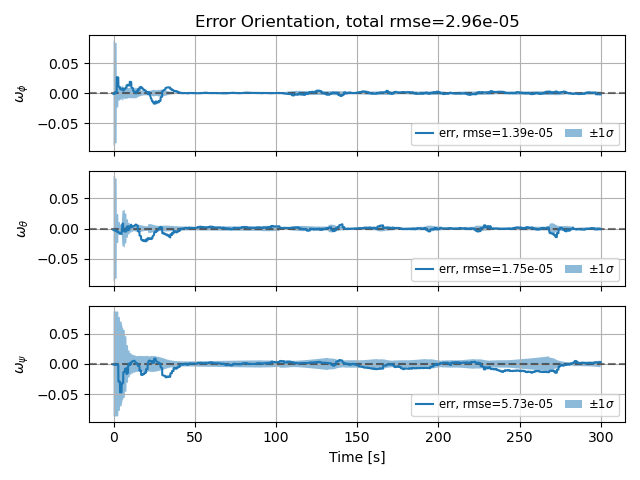 Error Orientation, total rmse=2.96e-05
0.05
0.00
−0.05
ωϕ
err, rmse=1.39e-05 ±1σ
0.05
0.00
−0.05
ωθ
err, rmse=1.75e-05 ±1σ
0.05
0.00
−0.05
ωψ
err, rmse=5.73e-05 ±1σ
0 50 100 150 200 250 300
Time [s]